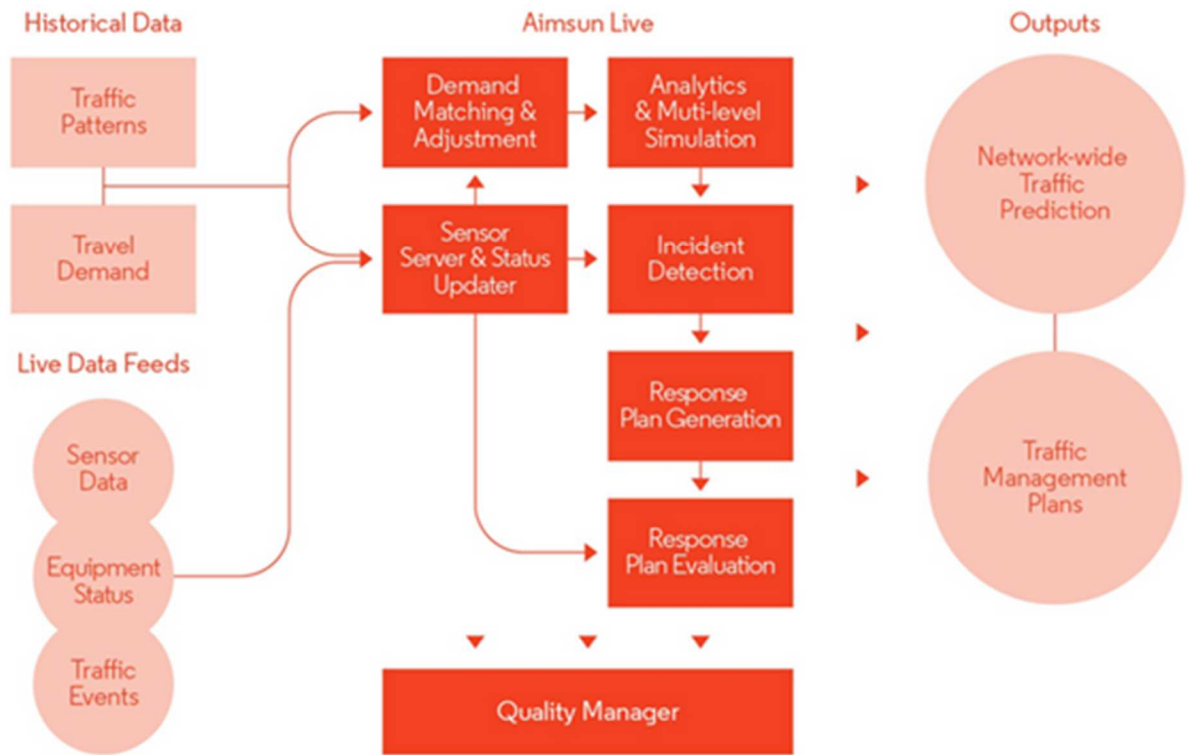 Historical Data
Traffic
Patterns
Travel
Demand
Live Data Feeds
Sensor
Data
Equipment
Status
Traffic
Events
Aimsun Live
Demand
Matching &
Adjustment
Analytics
& Muti-level
Simulation
Sensor
Server & Status
Updater
Incident
Detection
Response
Plan Generation
Response
Plan Evaluation
Quality Manager
Outputs
Network-wide
Traffic
Prediction
Traffic
Management
Plans